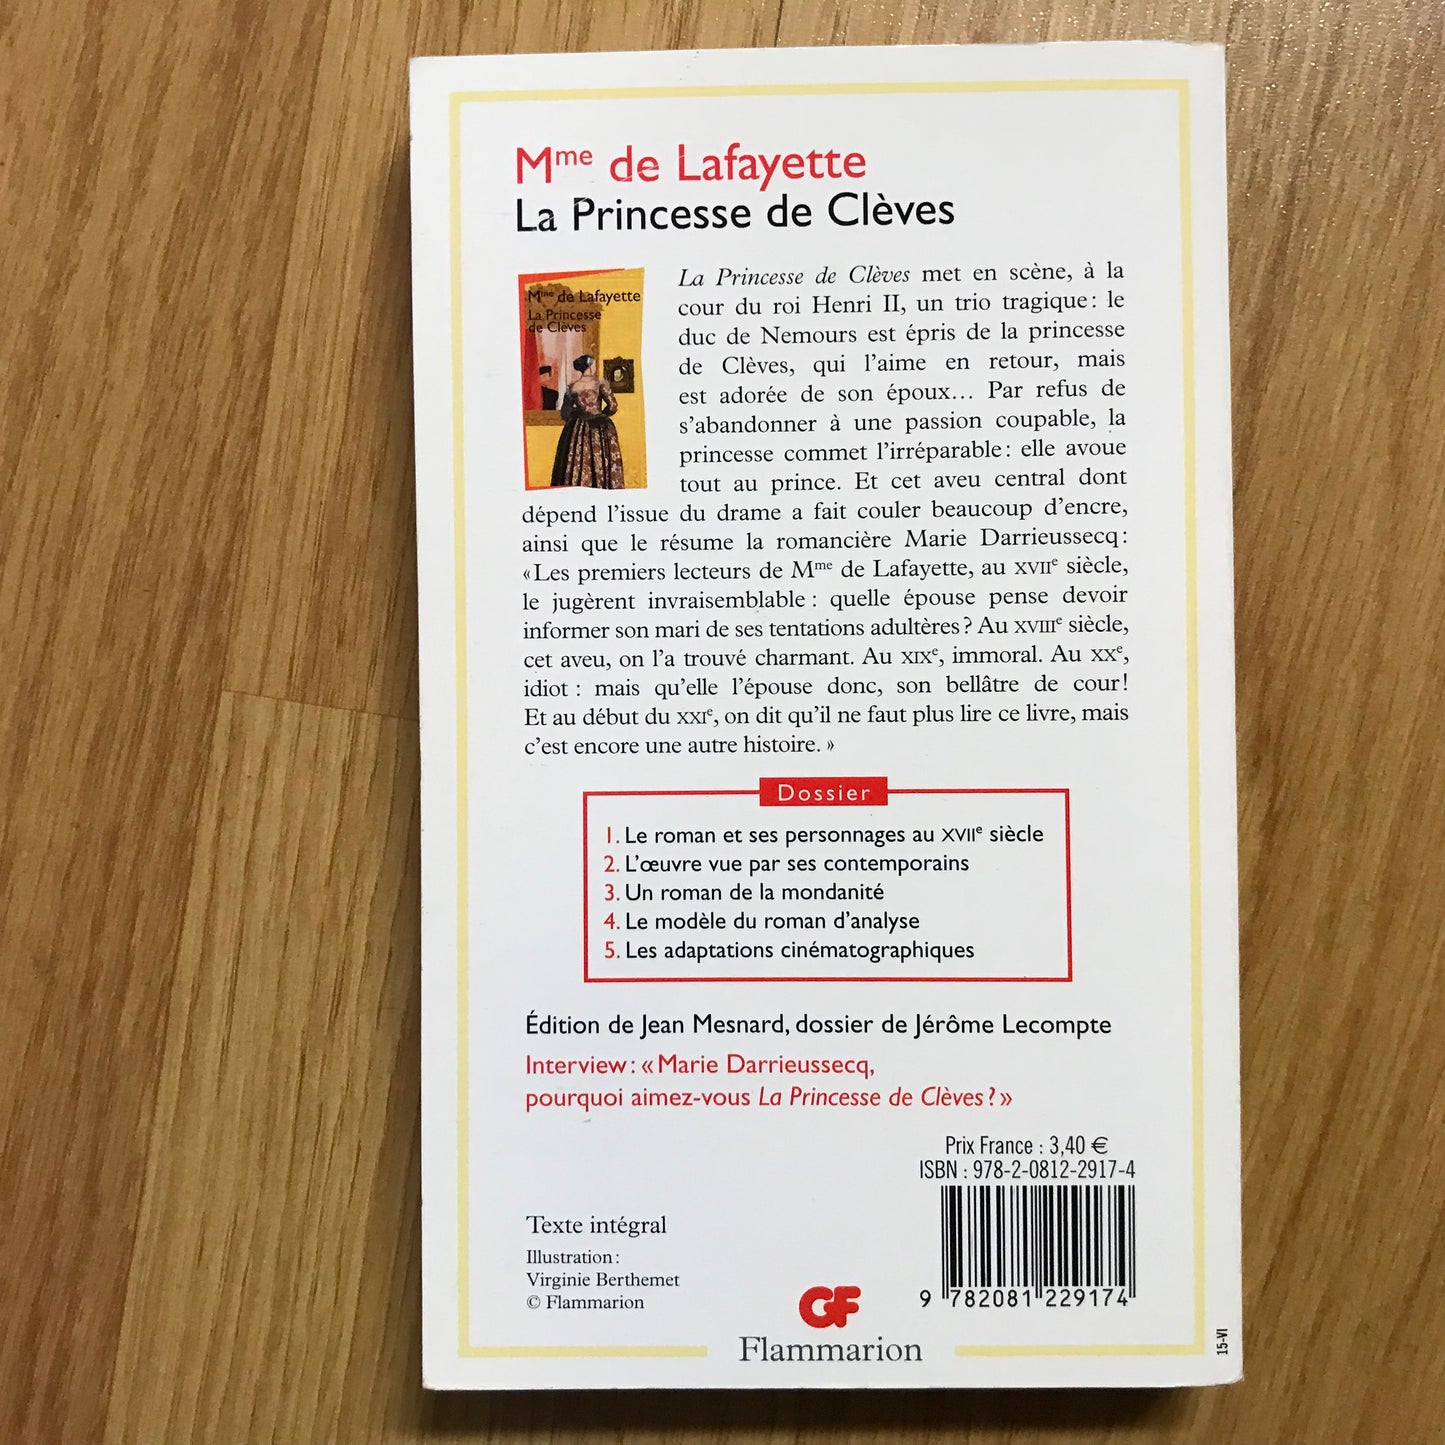 Mme de Lafayette
La Princesse de Clèves
Mme de Lafayette
La Princesse
de Clèves
La Princesse de Clèves met en scène, à la
cour du roi Henri II, un trio tragique : le
duc de Nemours est épris de la princesse
de Clèves, qui l'aime en retour, mais
est adorée de son époux… Par refus de
s'abandonner à une passion coupable, la
princesse commet l'irréparable : elle avoue
tout au prince. Et cet aveu central dont
dépend l'issue du drame a fait couler beaucoup d'encre,
ainsi que le résume la romancière Marie Darrieussecq :
« Les premiers lecteurs de Mme de Lafayette, au XVIIe siècle,
le jugèrent invraisemblable : quelle épouse pense devoir
informer son mari de ses tentations adultères ? Au XVIIIe siècle,
cet aveu, on l'a trouvé charmant. Au XIXe, immoral. Au XXe,
idiot : mais qu'elle l'épouse donc, son bellâtre de cour !
Et au début du XXIe, on dit qu'il ne faut plus lire ce livre, mais
c'est encore une autre histoire. »
Dossier
1. Le roman et ses personnages au XVIIe siècle
2. L'œuvre vue par ses contemporains
3. Un roman de la mondanité
4. Le modèle du roman d'analyse
5. Les adaptations cinématographiques
Édition de Jean Mesnard, dossier de Jérôme Lecompte
Interview : « Marie Darrieussecq,
pourquoi aimez-vous La Princesse de Clèves ? »
Prix France : 3,40 €
ISBN : 978-2-0812-2917-4
Texte intégral
Illustration :
Virginie Berthemet
© Flammarion
9 782081 229174
GF
Flammarion
15-VI